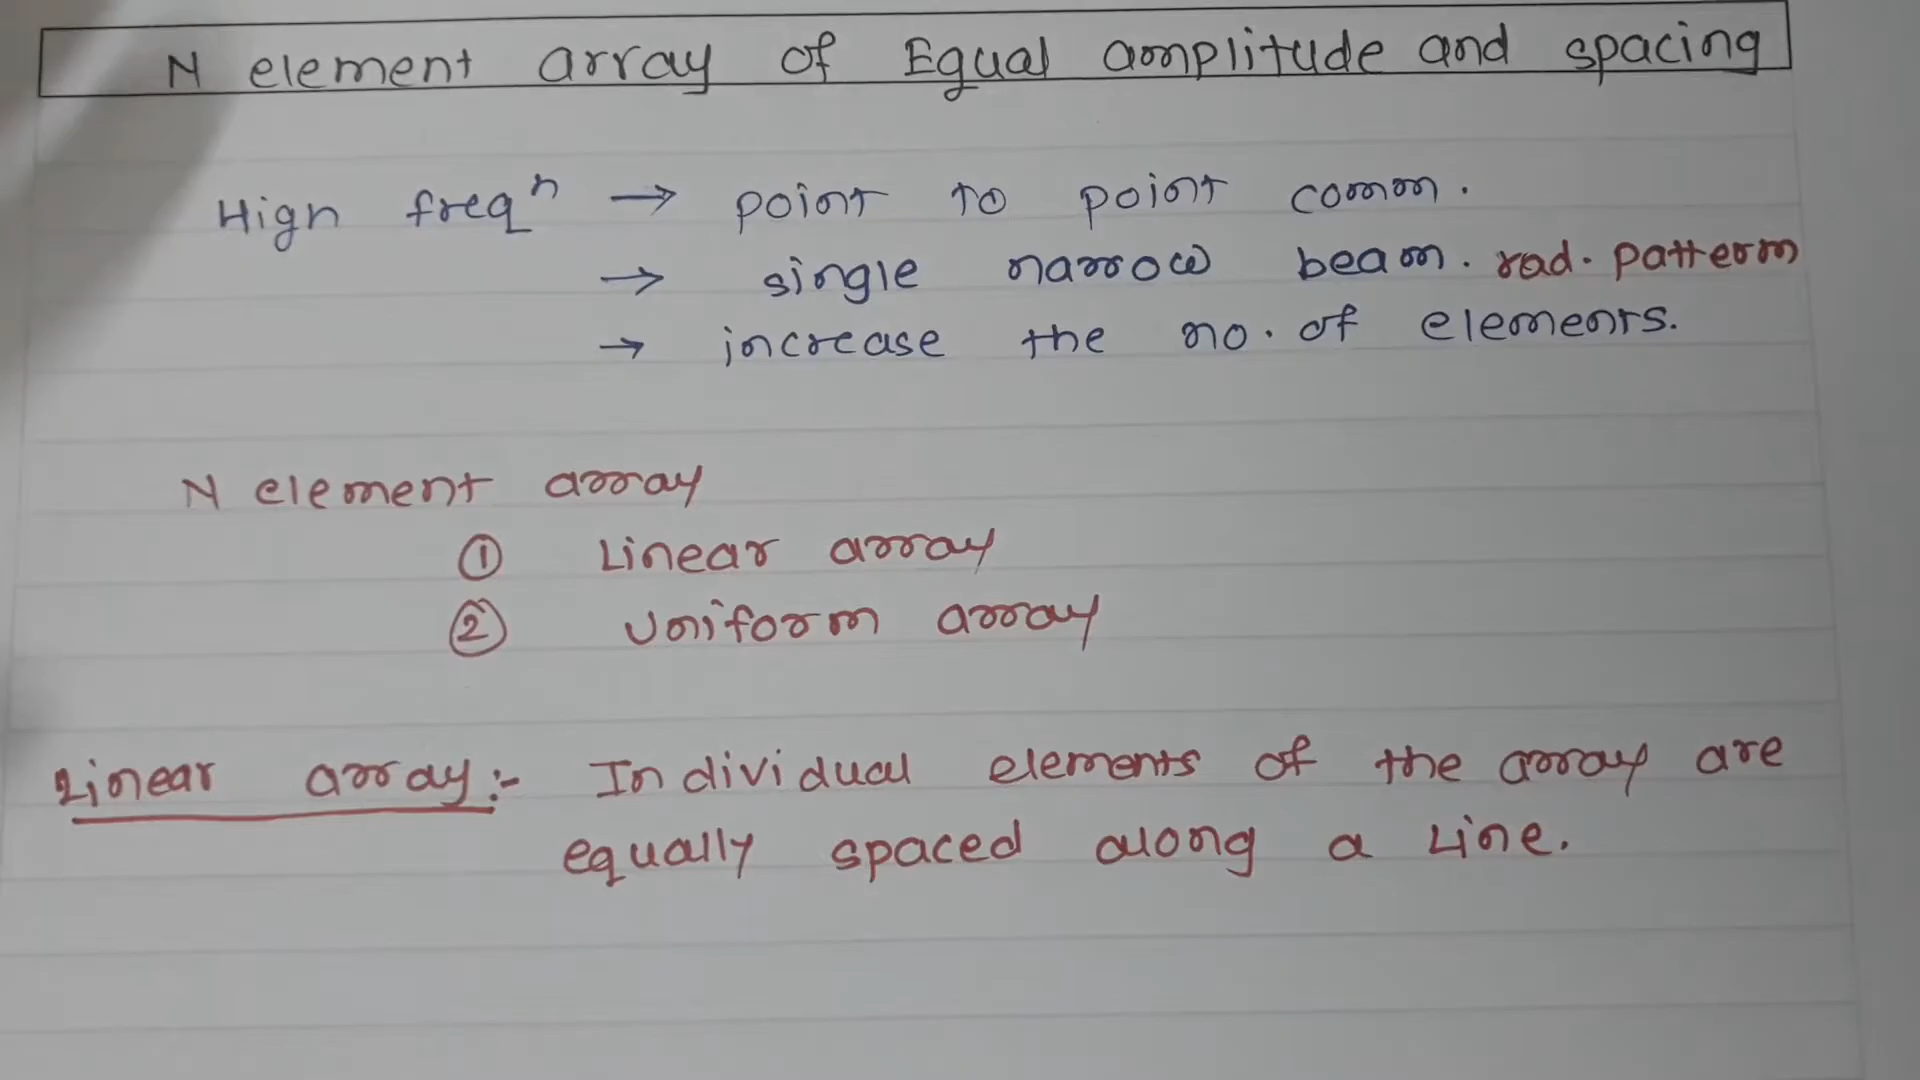 N element array of Equal amplitude and spacing
High freqⁿ → point to point comm.
→ single narrow beam. rad. pattern
→ increase the no. of elements.
N element array
① Linear array
② Uniform array
Linear array:- Individual elements of the array are
equally spaced along a Line.